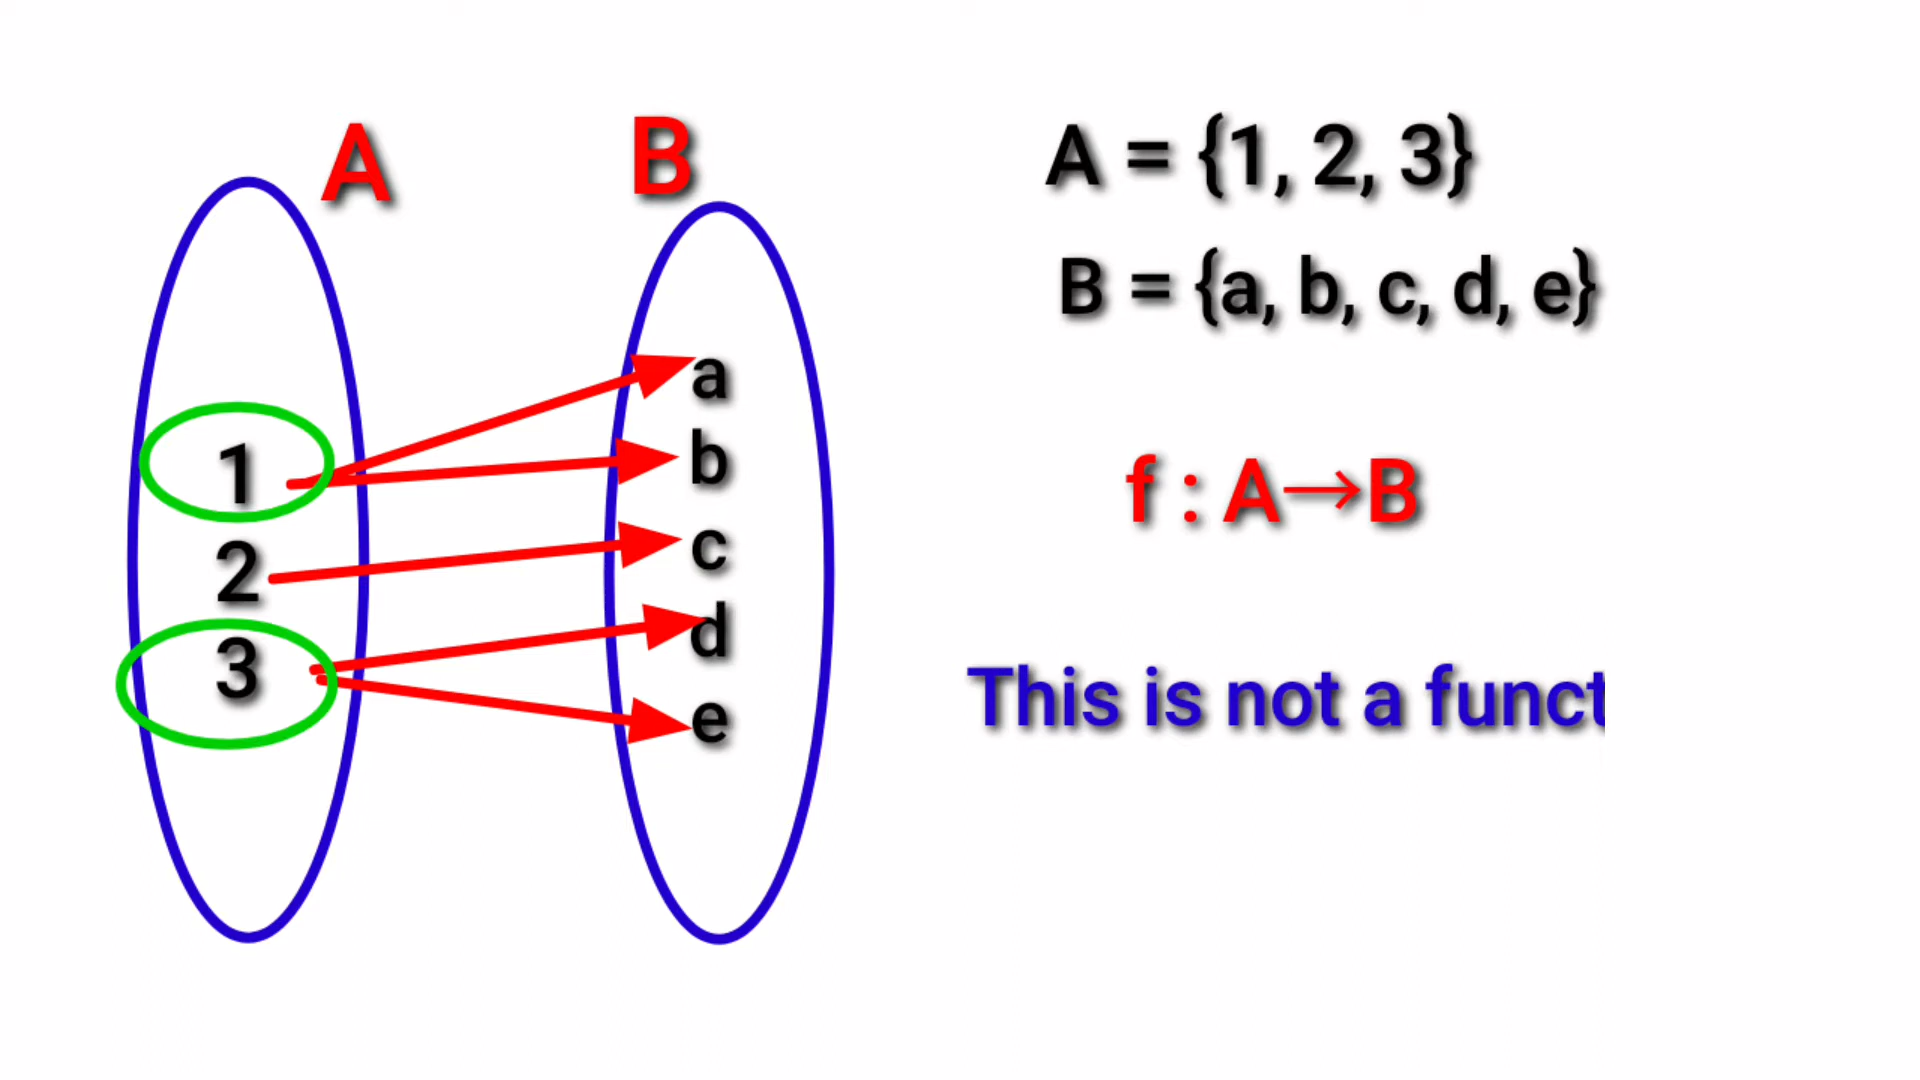 A B
A = {1, 2, 3}
B = {a, b, c, d, e}
a
b
1
c
2
d
3
e
f : A→B
This is not a funct